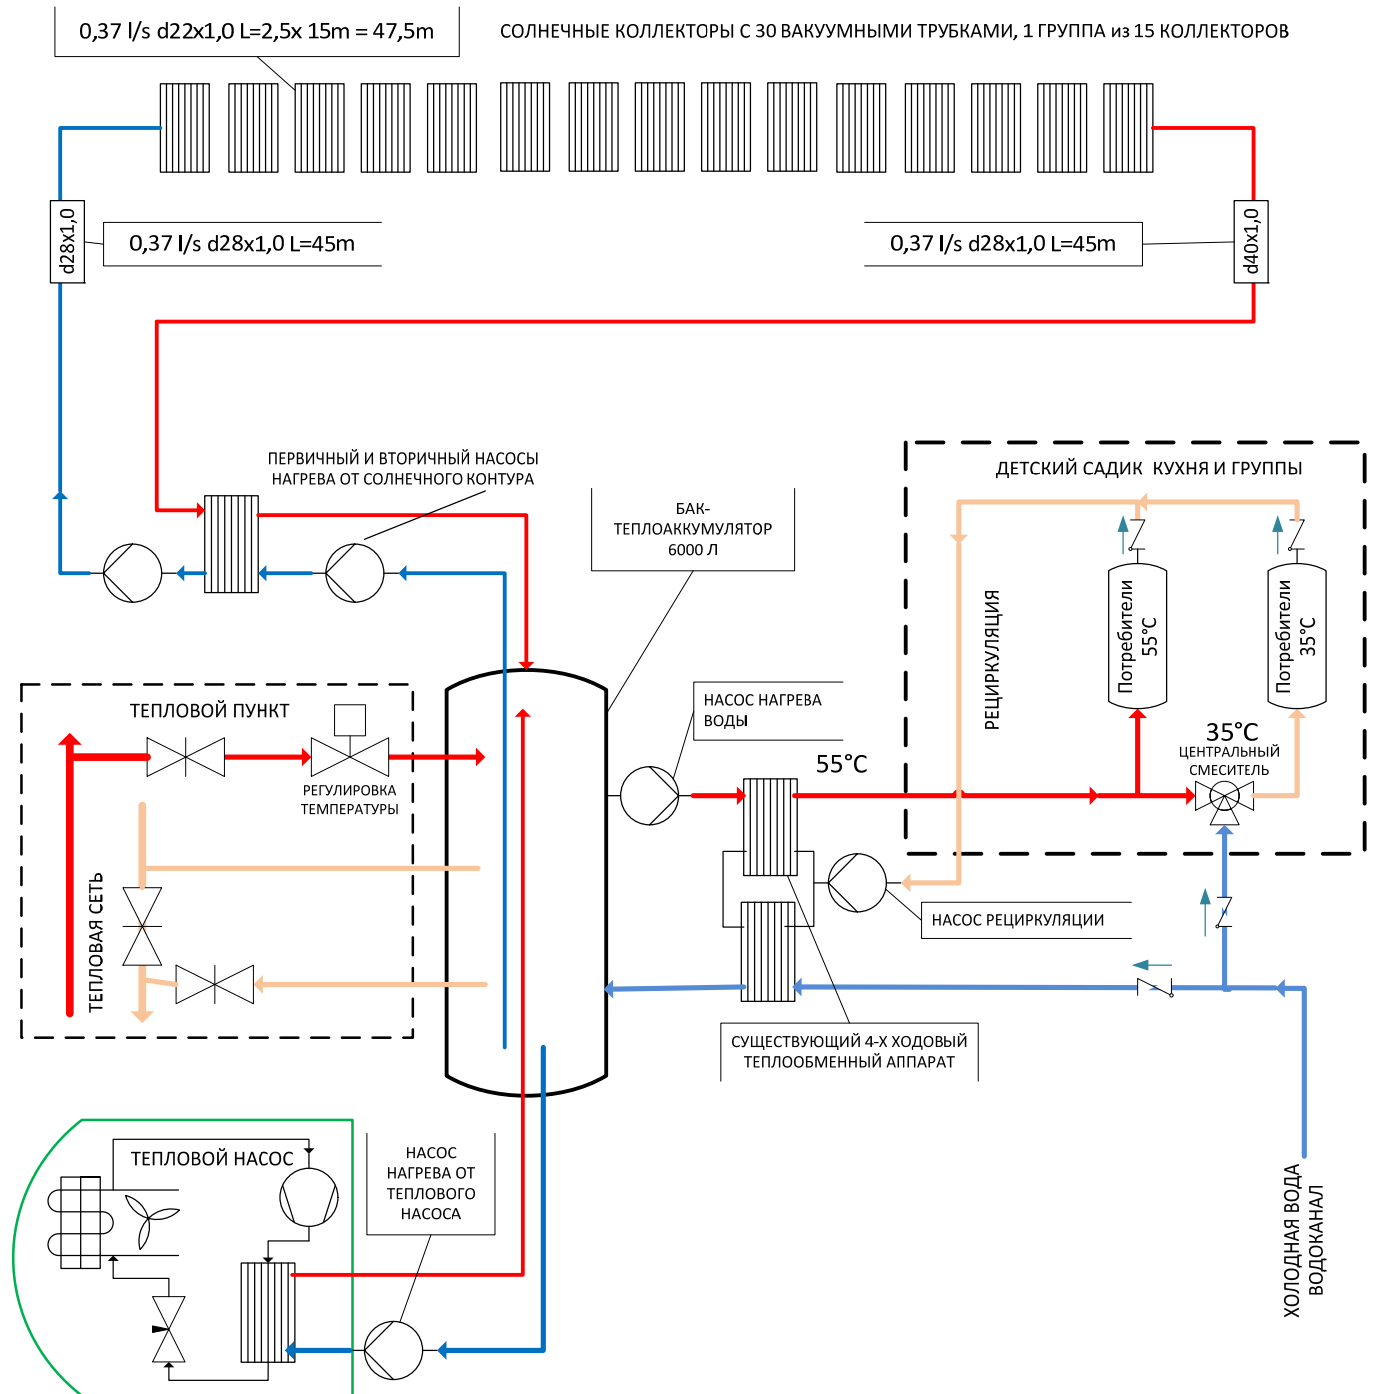 0,37 l/s d22x1,0 L=2,5x 15m = 47,5m
СОЛНЕЧНЫЕ КОЛЛЕКТОРЫ С 30 ВАКУУМНЫМИ ТРУБКАМИ, 1 ГРУППА из 15 КОЛЛЕКТОРОВ
d28x1,0
0,37 l/s d28x1,0 L=45m
0,37 l/s d28x1,0 L=45m
d40x1,0
ПЕРВИЧНЫЙ И ВТОРИЧНЫЙ НАСОСЫ
НАГРЕВА ОТ СОЛНЕЧНОГО КОНТУРА
БАК-
ТЕПЛОАККУМУЛЯТОР
6000 Л
ДЕТСКИЙ САДИК КУХНЯ И ГРУППЫ
РЕЦИРКУЛЯЦИЯ
Потребители
55°C
Потребители
35°C
35°C
ЦЕНТРАЛЬНЫЙ
СМЕСИТЕЛЬ
ТЕПЛОВОЙ ПУНКТ
РЕГУЛИРОВКА
ТЕМПЕРАТУРЫ
ТЕПЛОВАЯ СЕТЬ
НАСОС НАГРЕВА
ВОДЫ
55°C
НАСОС РЕЦИРКУЛЯЦИИ
СУЩЕСТВУЮЩИЙ 4-Х ХОДОВЫЙ
ТЕПЛООБМЕННЫЙ АППАРАТ
ТЕПЛОВОЙ НАСОС
НАСОС
НАГРЕВА ОТ
ТЕПЛОВОГО
НАСОСА
ХОЛОДНАЯ ВОДА
ВОДОКАНАЛ